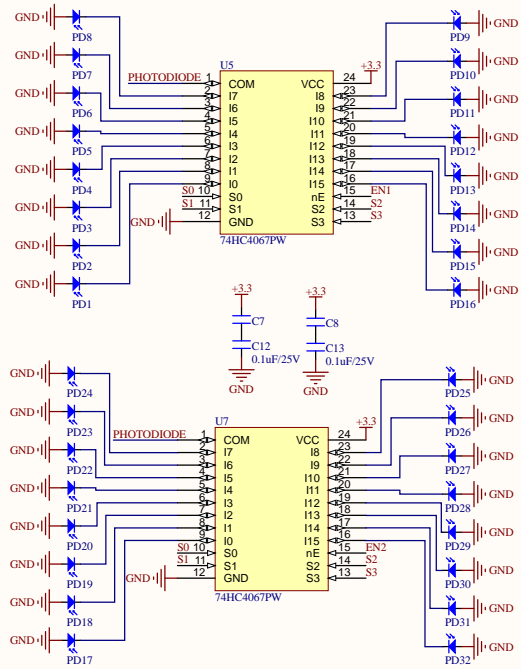 GND PD8 PD9 GND
GND PD7 PD10 GND
GND PD6 PD11 GND
GND PD5 PD12 GND
GND PD4 PD13 GND
GND PD3 PD14 GND
GND PD2 PD15 GND
GND PD1 PD16 GND
U5
+3.3
PHOTODIODE 1 COM VCC 24
2 I7 I8 23
3 I6 I9 22
4 I5 I10 21
5 I4 I11 20
6 I3 I12 19
7 I2 I13 18
8 I1 I14 17
9 I0 I15 16
S0 10 S0 nE 15 EN1
S1 11 S1 S2 14 S2
GND 12 GND S3 13 S3
74HC4067PW
+3.3 +3.3
C7 C8
C12 C13
0.1uF/25V 0.1uF/25V
GND GND
GND PD24 PD25 GND
GND PD23 PD26 GND
GND PD22 PD27 GND
GND PD21 PD28 GND
GND PD20 PD29 GND
GND PD19 PD30 GND
GND PD18 PD31 GND
GND PD17 PD32 GND
U7
+3.3
PHOTODIODE 1 COM VCC 24
2 I7 I8 23
3 I6 I9 22
4 I5 I10 21
5 I4 I11 20
6 I3 I12 19
7 I2 I13 18
8 I1 I14 17
9 I0 I15 16
S0 10 S0 nE 15 EN2
S1 11 S1 S2 14 S2
GND 12 GND S3 13 S3
74HC4067PW